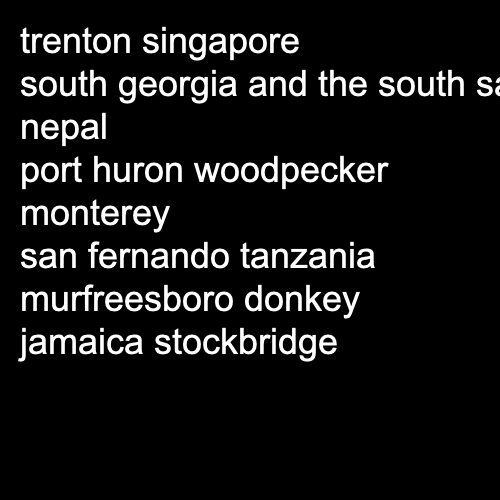 trenton singapore
south georgia and the south
nepal
port huron woodpecker
monterey
san fernando tanzania
murfreesboro donkey
jamaica stockbridge